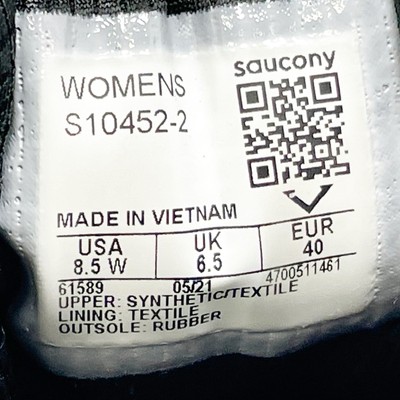 saucony
WOMENS
S10452-2
MADE IN VIETNAM
USA UK EUR
8.5 W 6.5 40
61589 05/21 4700511461
UPPER: SYNTHETIC/TEXTILE
LINING: TEXTILE
OUTSOLE: RUBBER